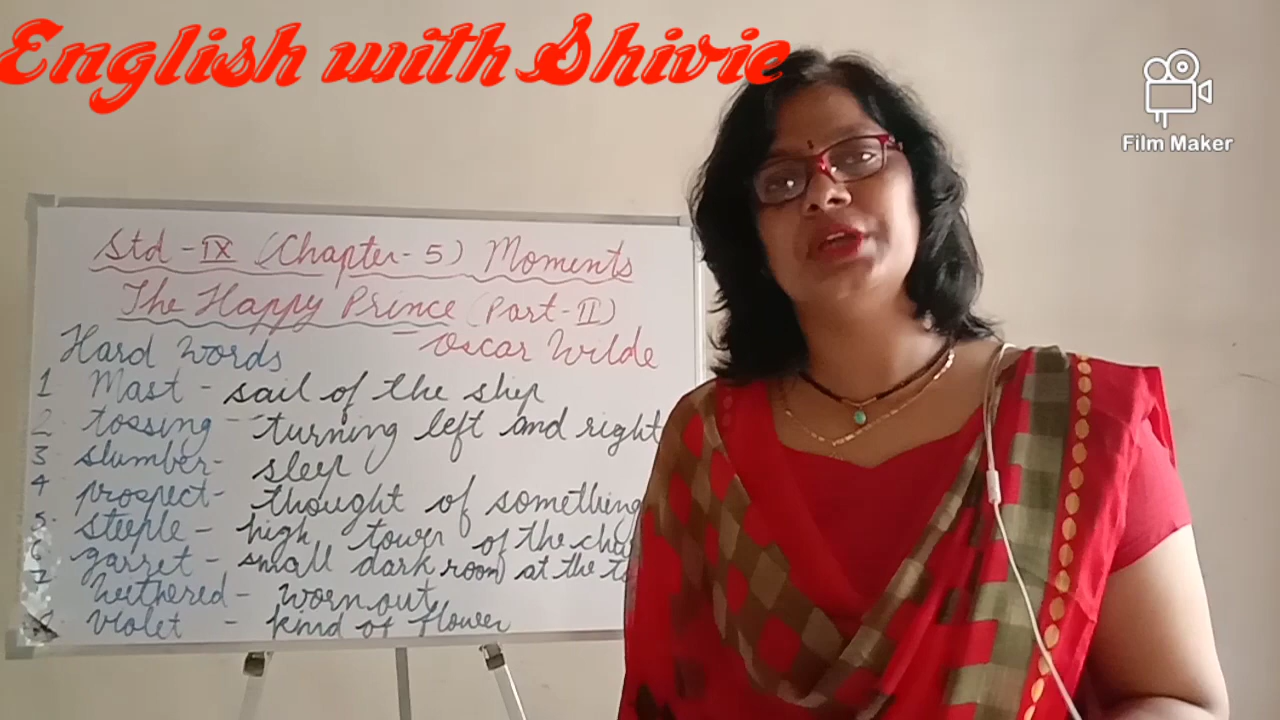 English with Shivie
Film Maker
Std - IX (Chapter - 5) Moments
The Happy Prince (Part - II)
- Oscar Wilde
Hard Words
1 Mast - sail of the ship
2 tossing - turning left and right
3 slumber - sleep
4 prospect - thought of something
5. steeple - high tower of the
6 garret - small dark room at the
7 wethered - worn out
8 violet - kind of flower